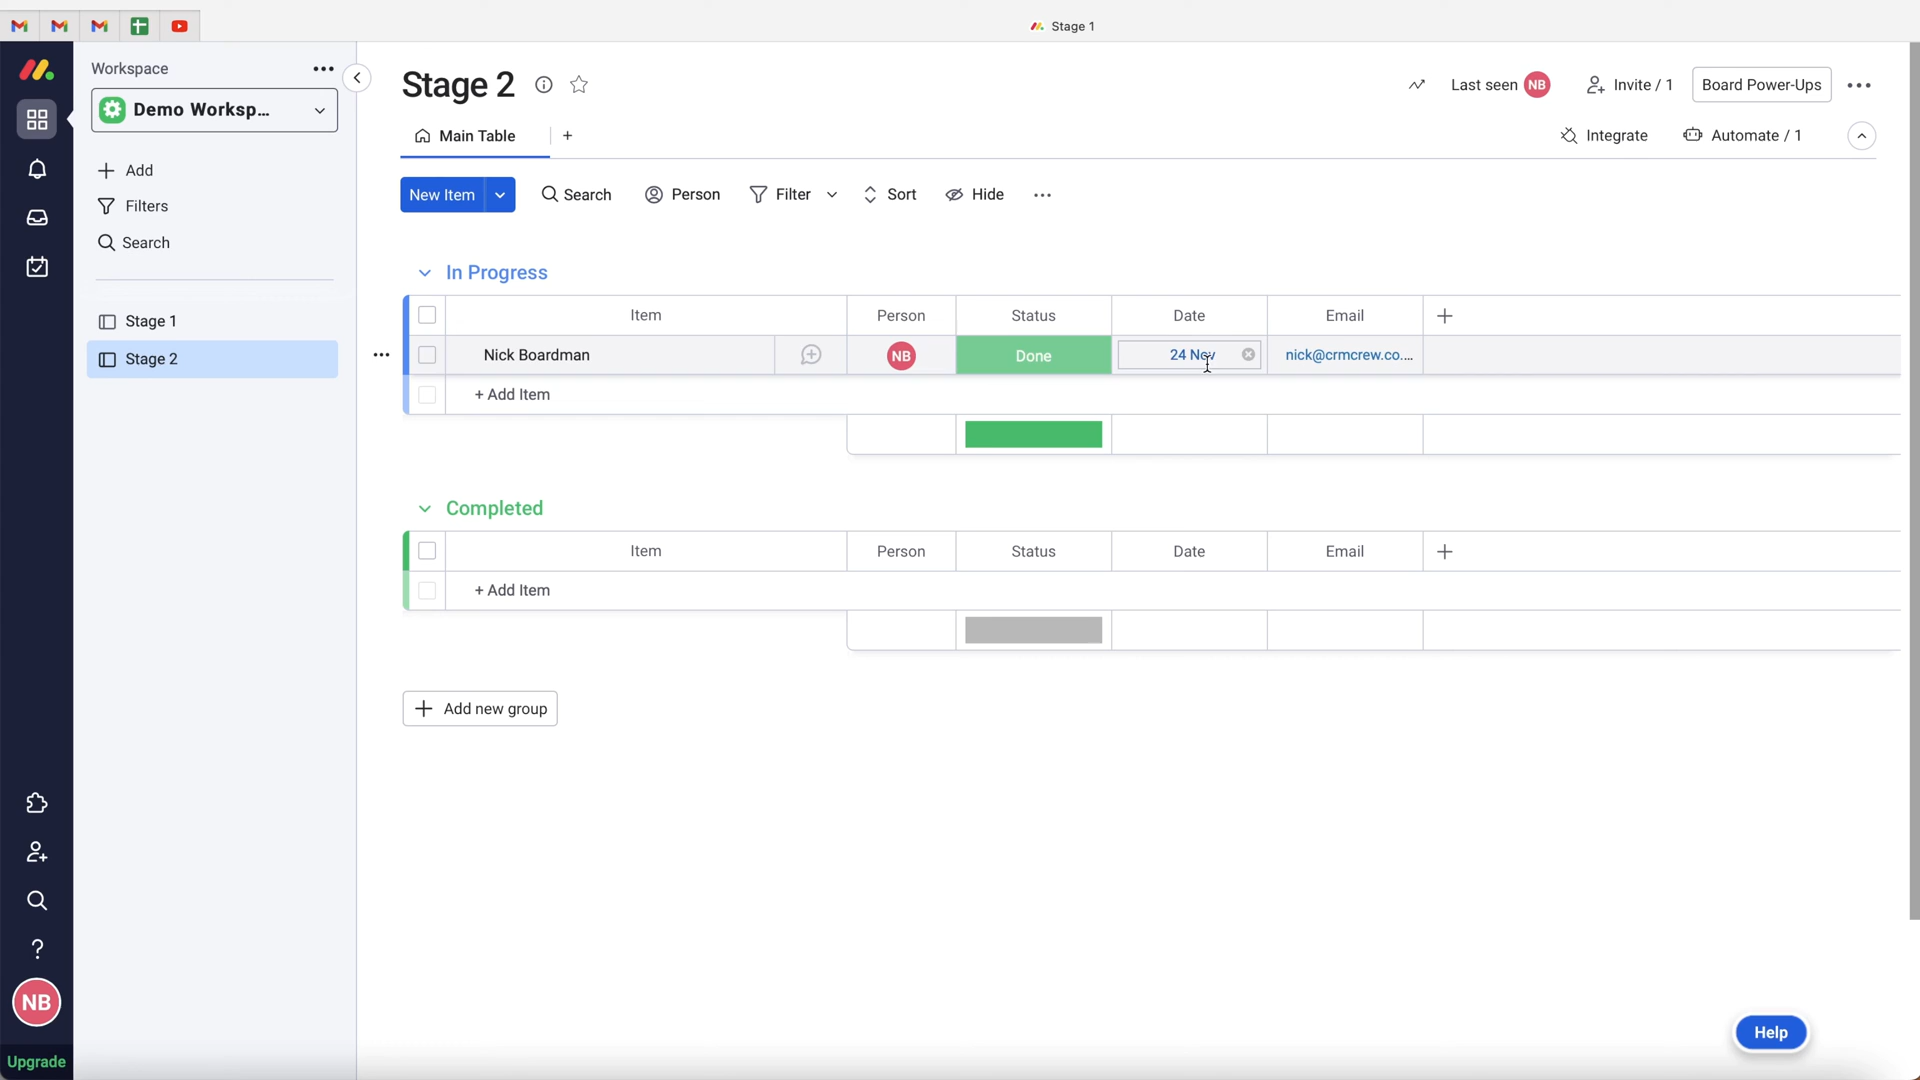 Stage 1
Workspace
Demo Worksp...
Add
Filters
Search
Stage 1
Stage 2
NB
Upgrade
Stage 2
Last seen NB
Invite / 1
Board Power-Ups
Main Table
Integrate
Automate / 1
New Item
Search
Person
Filter
Sort
Hide
In Progress
Item Person Status Date Email
Nick Boardman NB Done 24 Nov nick@crmcrew.co....
+ Add Item
Completed
Item Person Status Date Email
+ Add Item
Add new group
Help